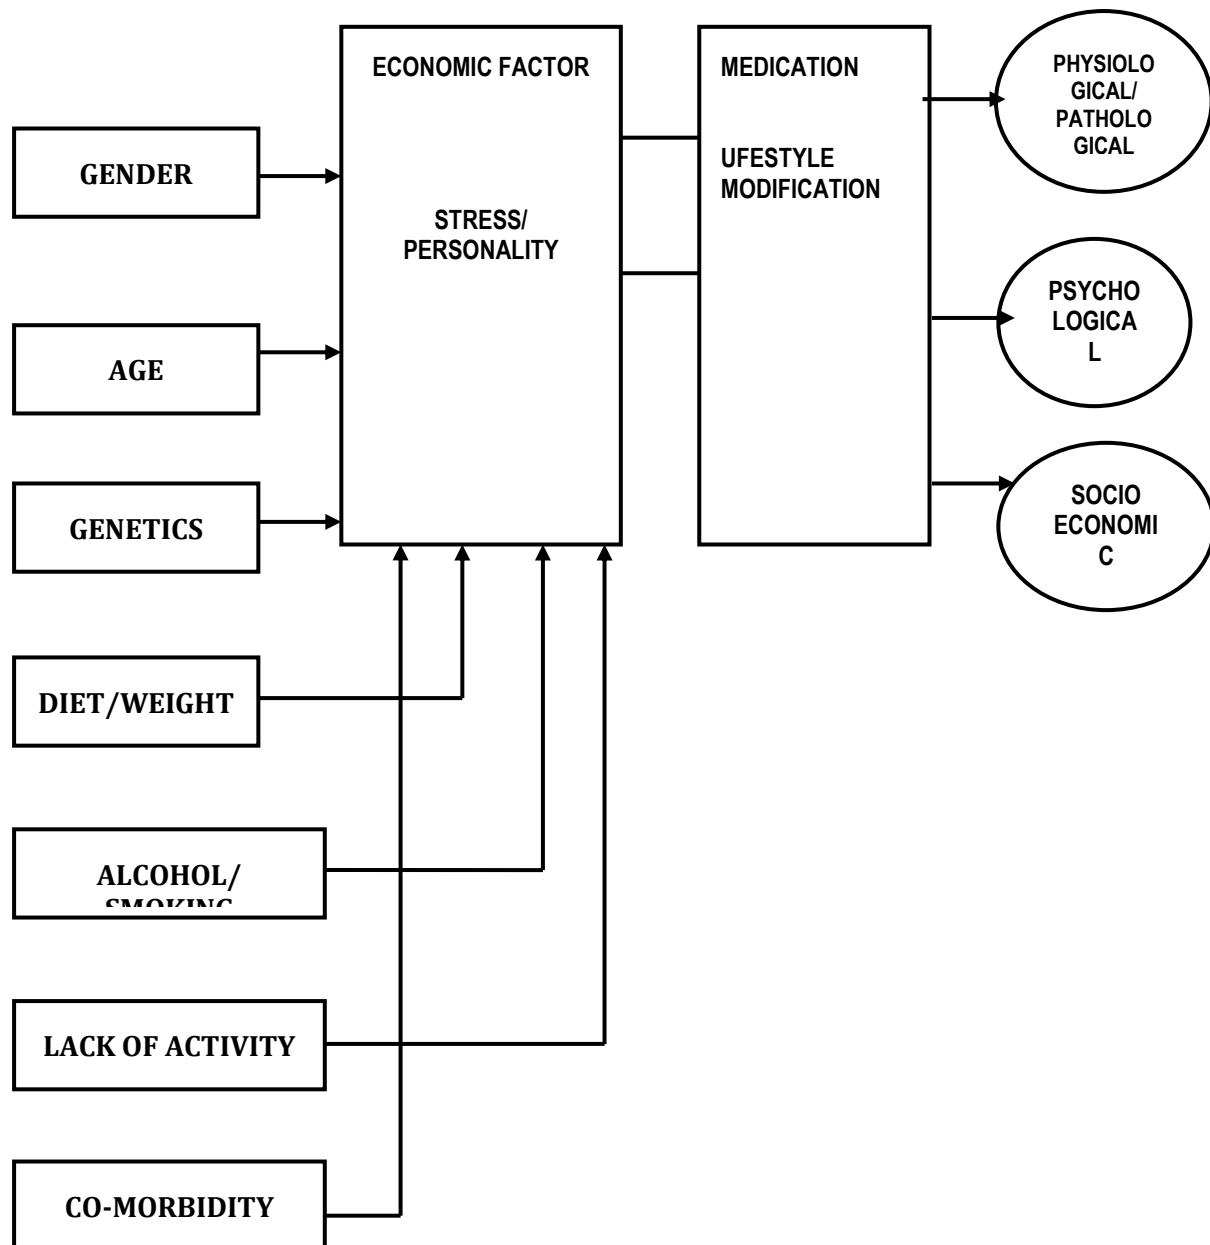 ECONOMIC FACTOR
STRESS/
PERSONALITY
MEDICATION
UFESTYLE
MODIFICATION
PHYSIOLO
GICAL/
PATHOLO
GICAL
PSYCHO
LOGICA
L
SOCIO
ECONOMI
C
GENDER
AGE
GENETICS
DIET/WEIGHT
ALCOHOL/
SMOKING
LACK OF ACTIVITY
CO-MORBIDITY